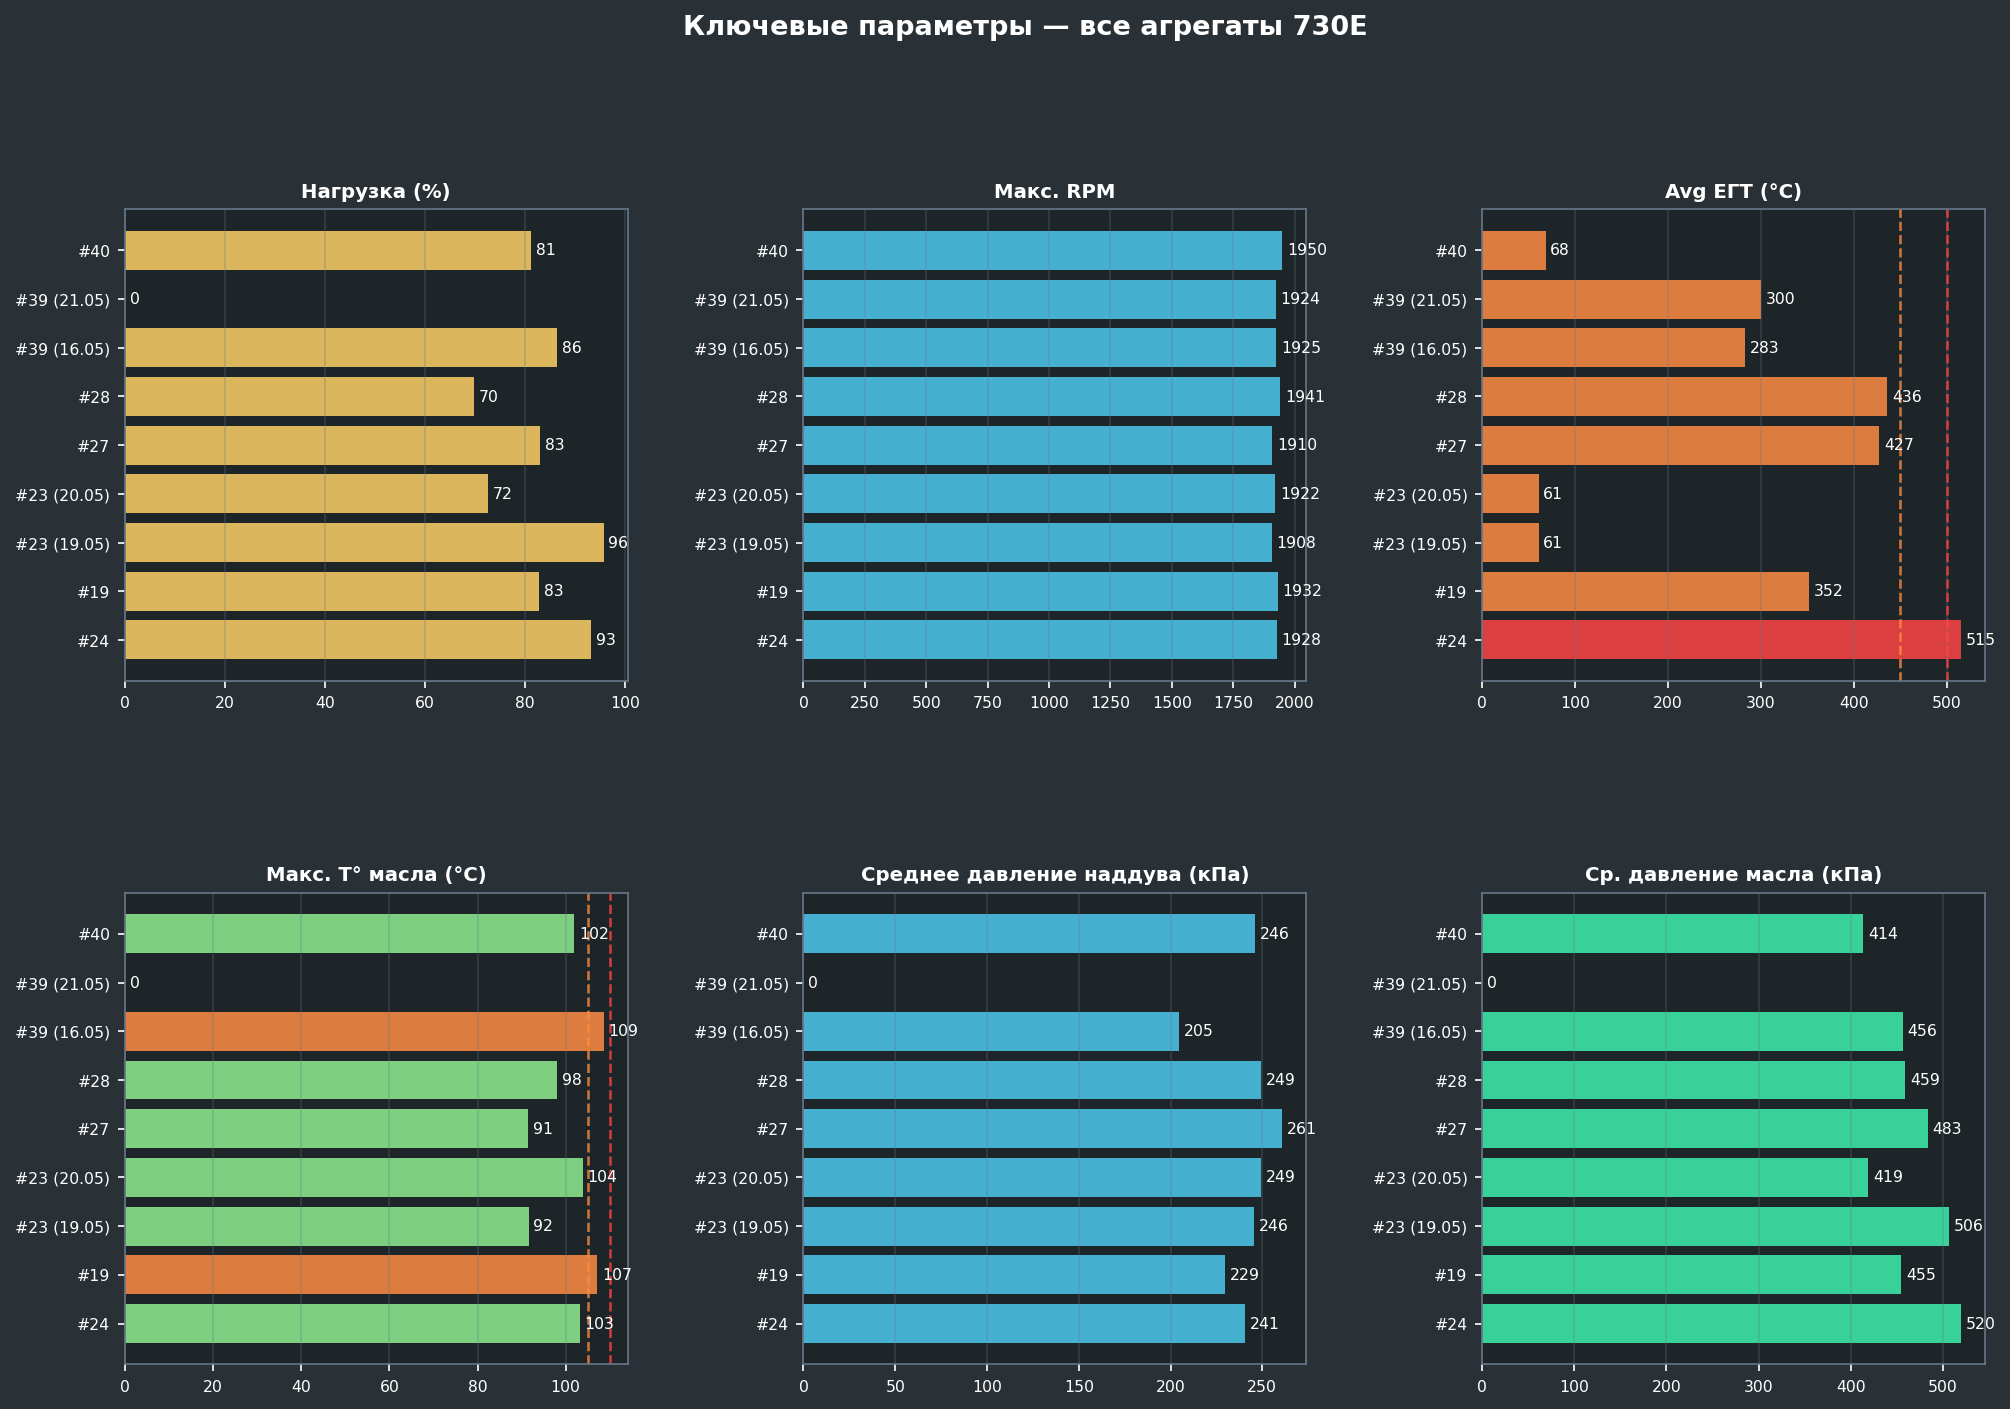 Ключевые параметры — все агрегаты 730E
Нагрузка (%)
#40 81
#39 (21.05) 0
#39 (16.05) 86
#28 70
#27 83
#23 (20.05) 72
#23 (19.05) 96
#19 83
#24 93
0 20 40 60 80 100
Макс. RPM
#40 1950
#39 (21.05) 1924
#39 (16.05) 1925
#28 1941
#27 1910
#23 (20.05) 1922
#23 (19.05) 1908
#19 1932
#24 1928
0 250 500 750 1000 1250 1500 1750 2000
Avg ЕГТ (°C)
#40 68
#39 (21.05) 300
#39 (16.05) 283
#28 436
#27 427
#23 (20.05) 61
#23 (19.05) 61
#19 352
#24 515
0 100 200 300 400 500
Макс. Т° масла (°C)
#40 102
#39 (21.05) 0
#39 (16.05) 109
#28 98
#27 91
#23 (20.05) 104
#23 (19.05) 92
#19 107
#24 103
0 20 40 60 80 100
Среднее давление наддува (кПа)
#40 246
#39 (21.05) 0
#39 (16.05) 205
#28 249
#27 261
#23 (20.05) 249
#23 (19.05) 246
#19 229
#24 241
0 50 100 150 200 250
Ср. давление масла (кПа)
#40 414
#39 (21.05) 0
#39 (16.05) 456
#28 459
#27 483
#23 (20.05) 419
#23 (19.05) 506
#19 455
#24 520
0 100 200 300 400 500